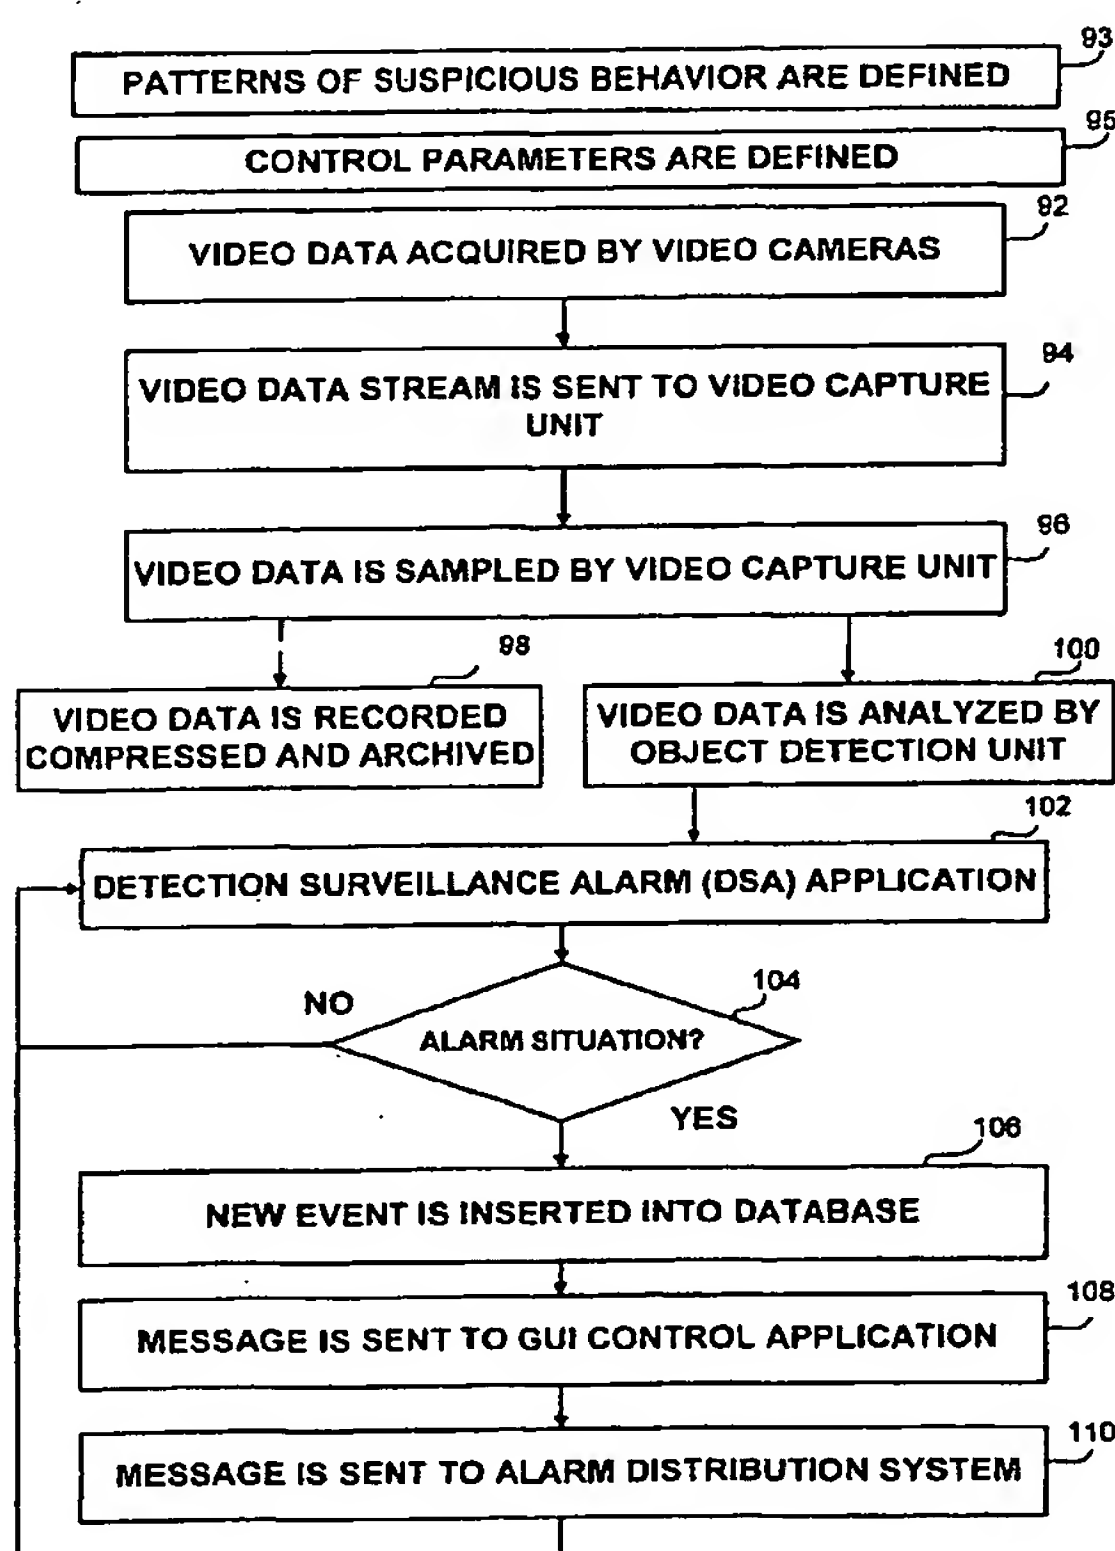 93
PATTERNS OF SUSPICIOUS BEHAVIOR ARE DEFINED
95
CONTROL PARAMETERS ARE DEFINED
92
VIDEO DATA ACQUIRED BY VIDEO CAMERAS
94
VIDEO DATA STREAM IS SENT TO VIDEO CAPTURE
UNIT
96
VIDEO DATA IS SAMPLED BY VIDEO CAPTURE UNIT
98
100
VIDEO DATA IS RECORDED
COMPRESSED AND ARCHIVED
VIDEO DATA IS ANALYZED BY
OBJECT DETECTION UNIT
102
DETECTION SURVEILLANCE ALARM (DSA) APPLICATION
104
NO
ALARM SITUATION?
YES
106
NEW EVENT IS INSERTED INTO DATABASE
108
MESSAGE IS SENT TO GUI CONTROL APPLICATION
110
MESSAGE IS SENT TO ALARM DISTRIBUTION SYSTEM